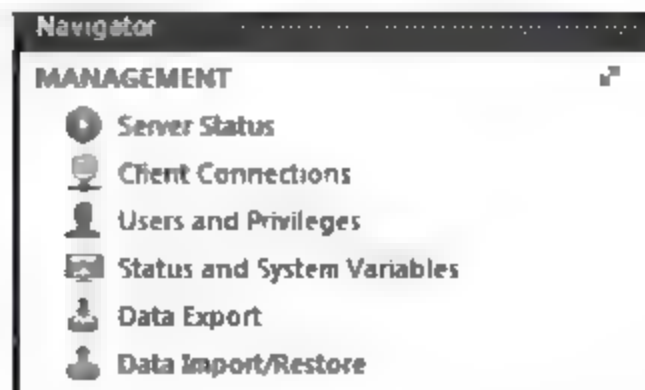 Navigator
MANAGEMENT
Server Status
Client Connections
Users and Privileges
Status and System Variables
Data Export
Data Import/Restore